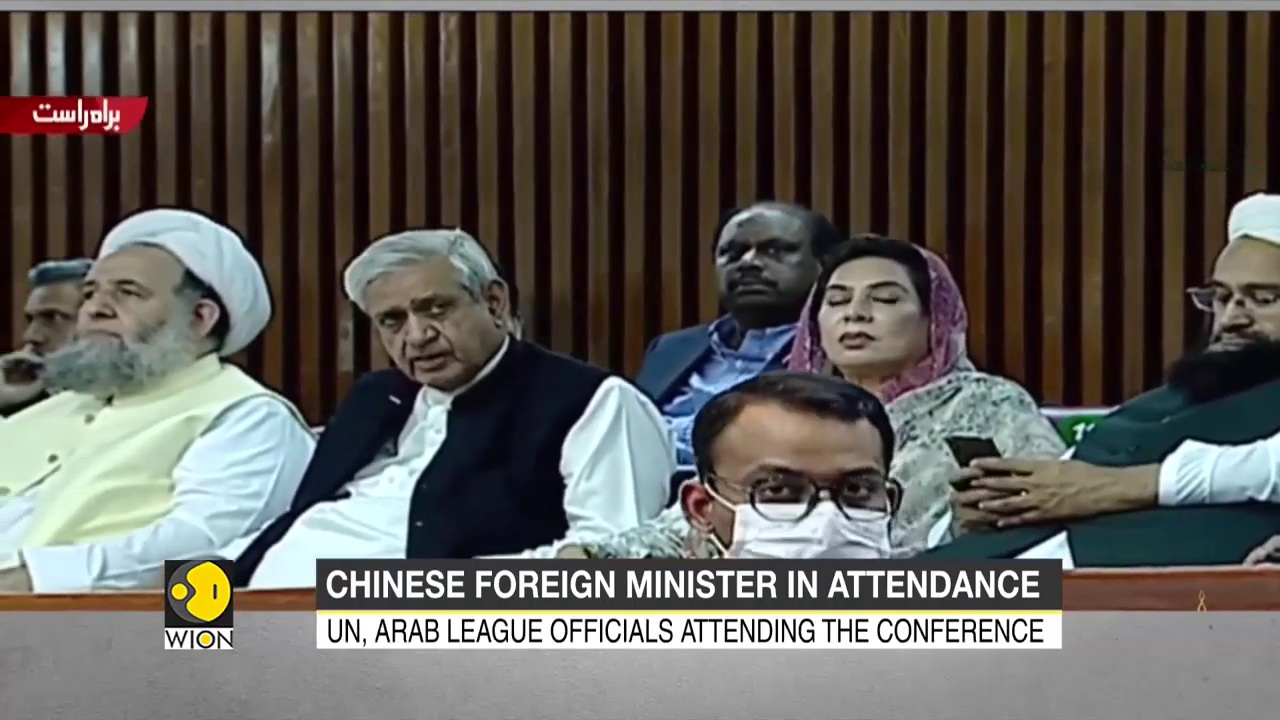 براہ راست
CHINESE FOREIGN MINISTER IN ATTENDANCE
UN, ARAB LEAGUE OFFICIALS ATTENDING THE CONFERENCE
WION